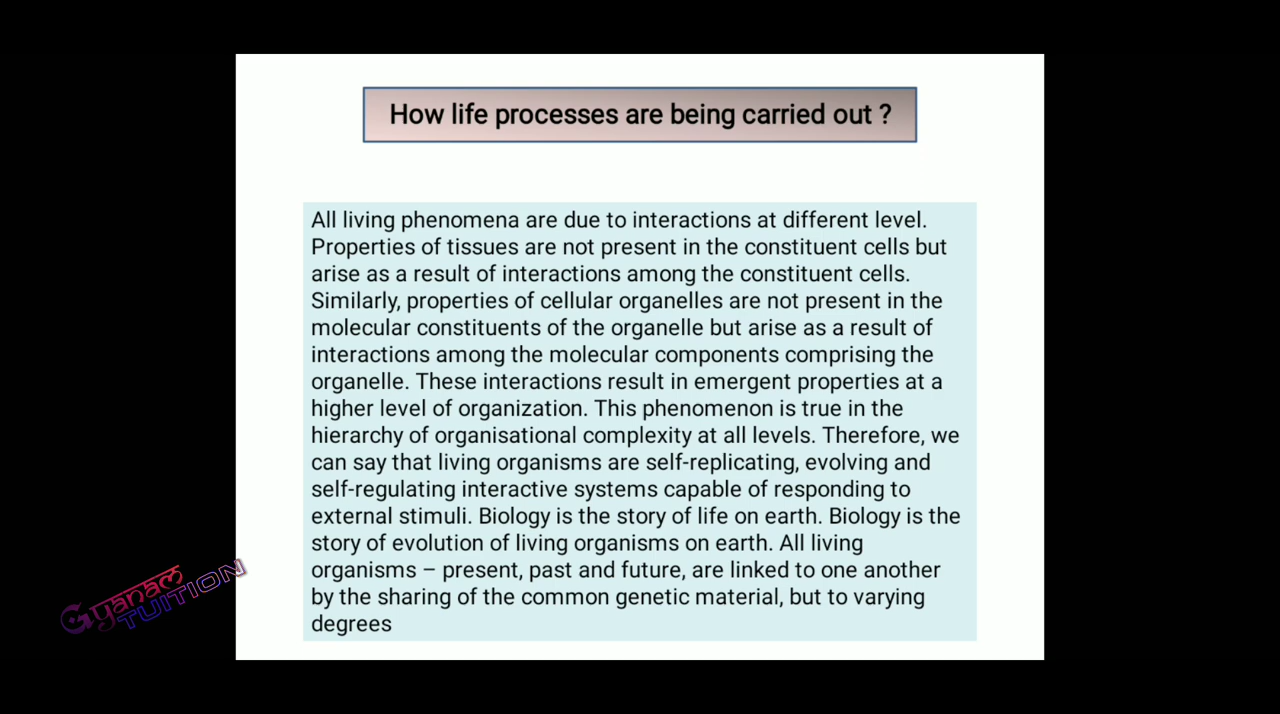 How life processes are being carried out ?
All living phenomena are due to interactions at different level.
Properties of tissues are not present in the constituent cells but
arise as a result of interactions among the constituent cells.
Similarly, properties of cellular organelles are not present in the
molecular constituents of the organelle but arise as a result of
interactions among the molecular components comprising the
organelle. These interactions result in emergent properties at a
higher level of organization. This phenomenon is true in the
hierarchy of organisational complexity at all levels. Therefore, we
can say that living organisms are self-replicating, evolving and
self-regulating interactive systems capable of responding to
external stimuli. Biology is the story of life on earth. Biology is the
story of evolution of living organisms on earth. All living
organisms – present, past and future, are linked to one another
by the sharing of the common genetic material, but to varying
degrees
Gyanam
TUITION